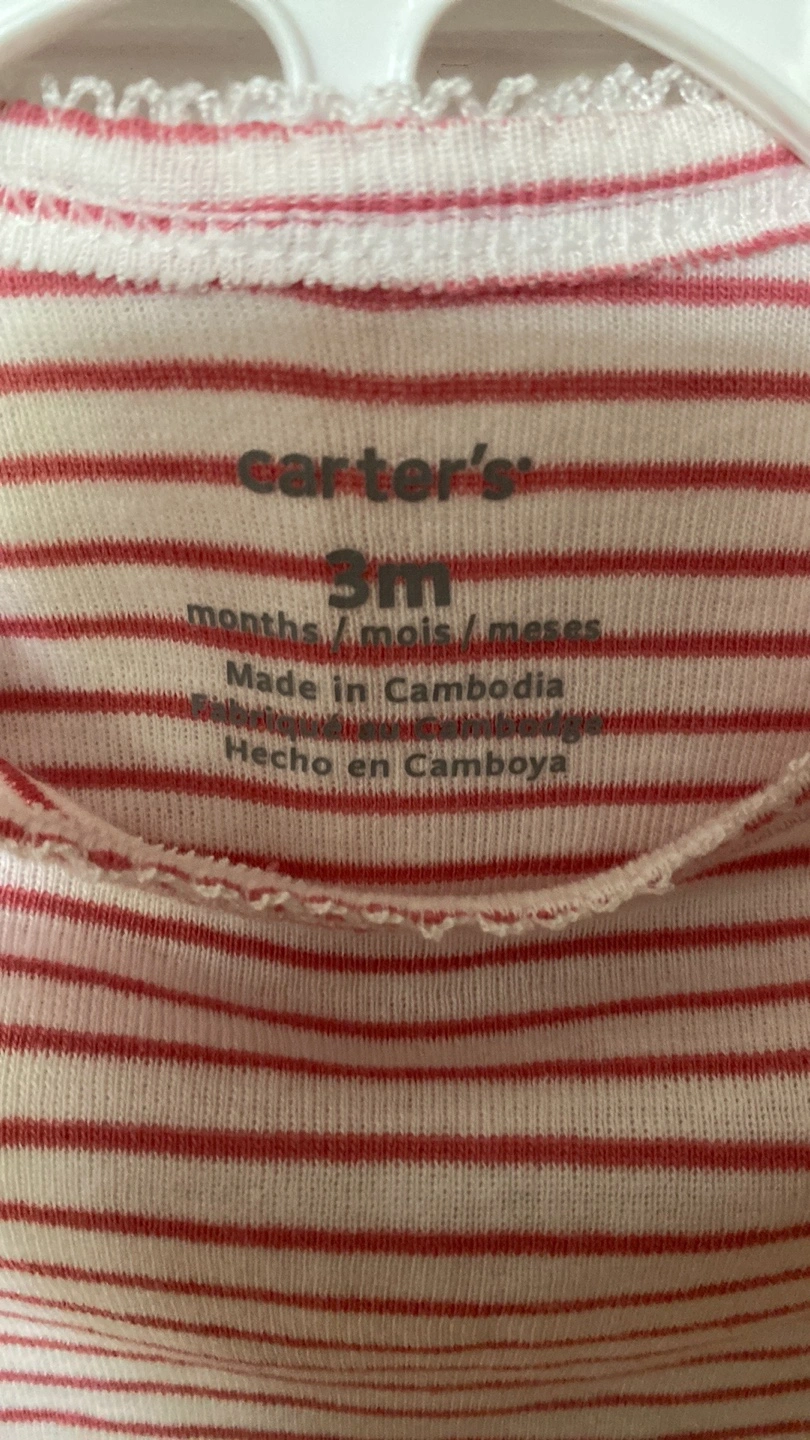 carter's
3m
months / mois / meses
Made in Cambodia
Fabriqué au Cambodge
Hecho en Camboya